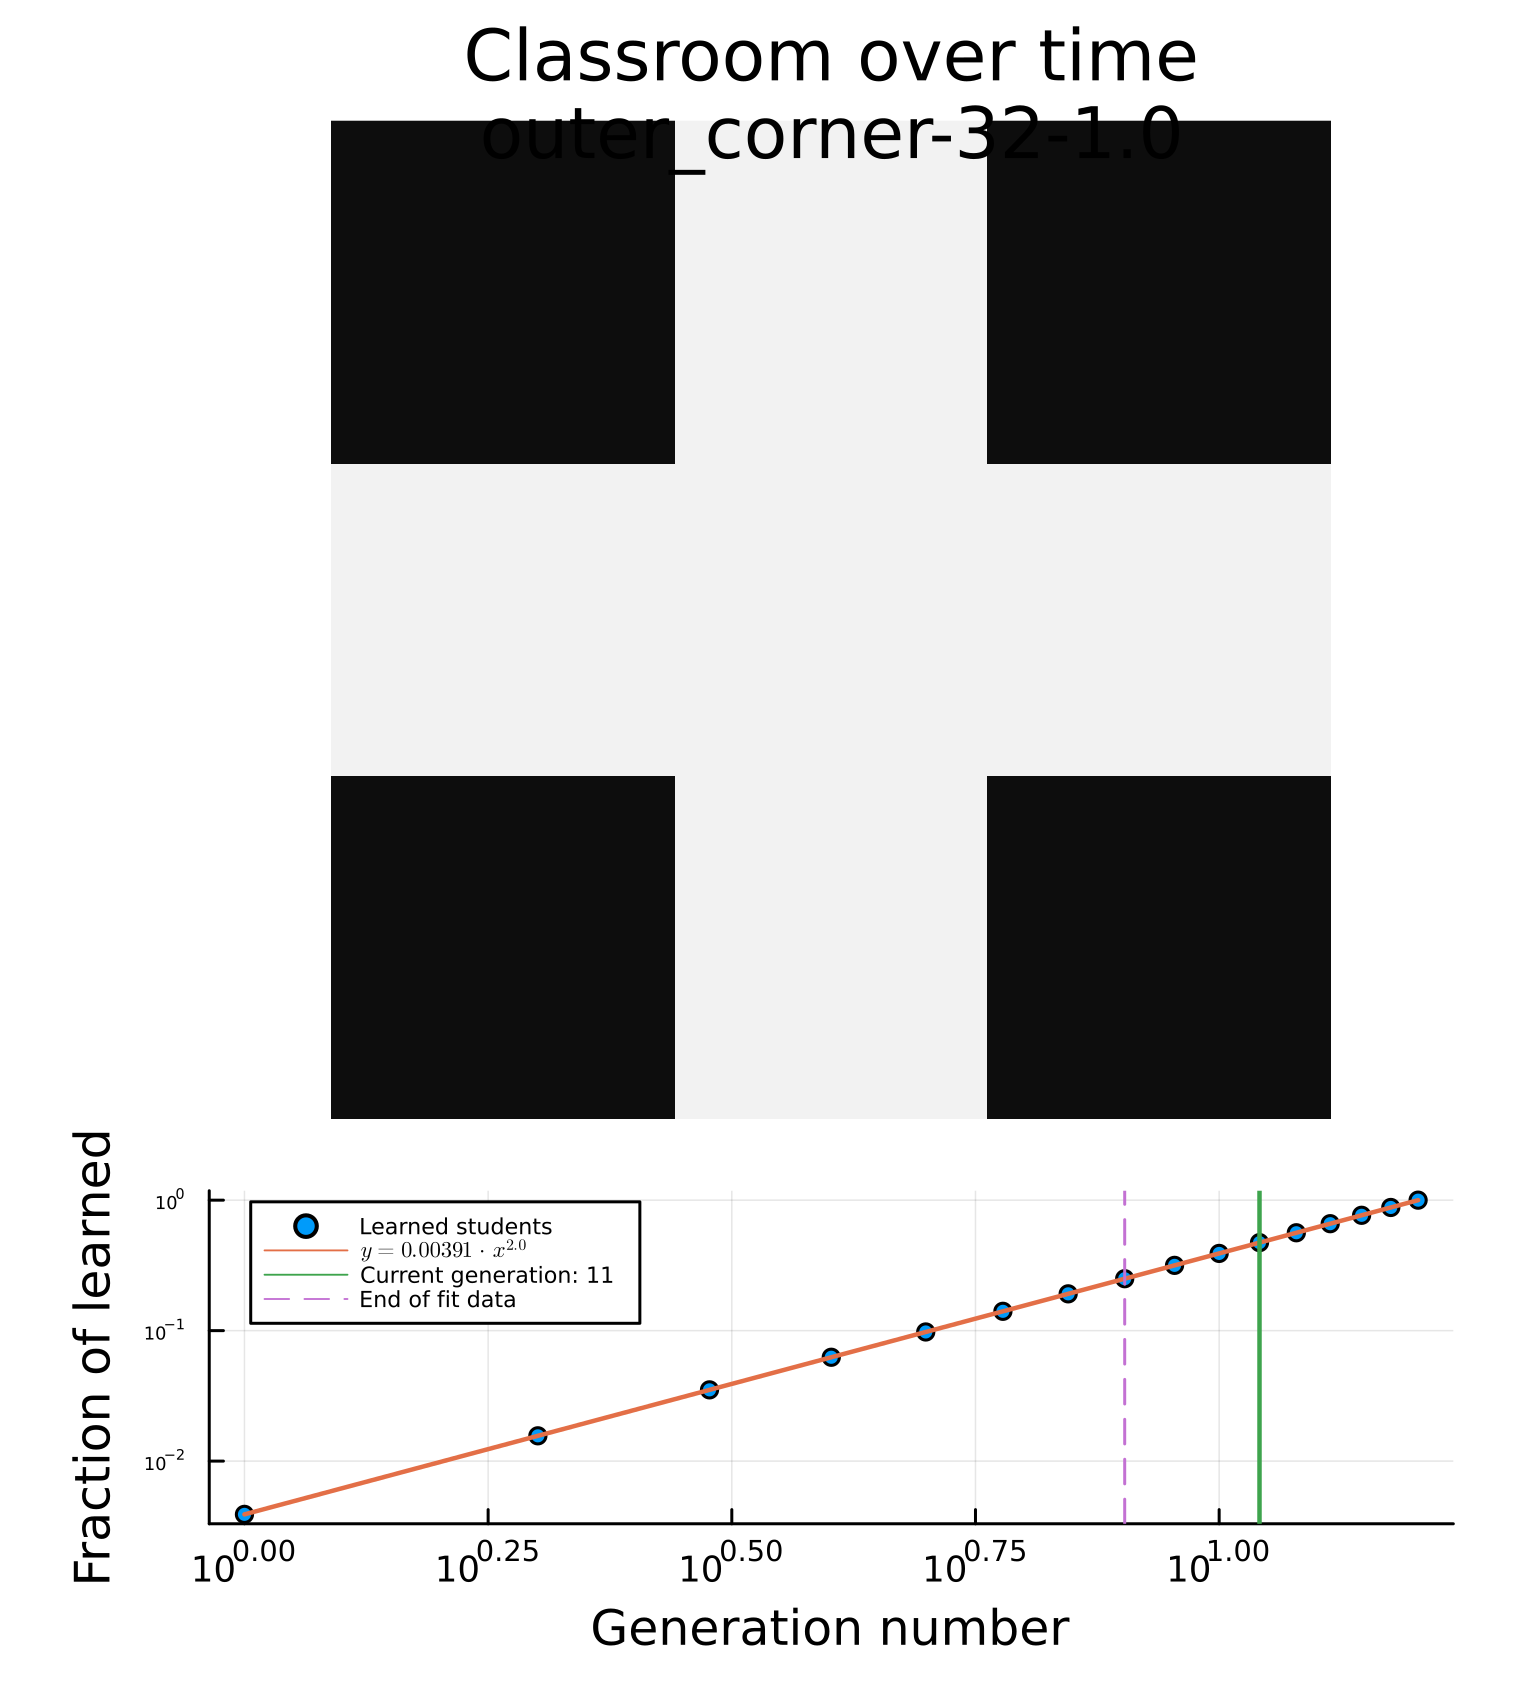 Classroom over time
outer_corner-32-1.0
Fraction of learned
10^0
10^−1
10^−2
Learned students
y = 0.00391 · x^2.0
Current generation: 11
End of fit data
10^0.00 10^0.25 10^0.50 10^0.75 10^1.00
Generation number